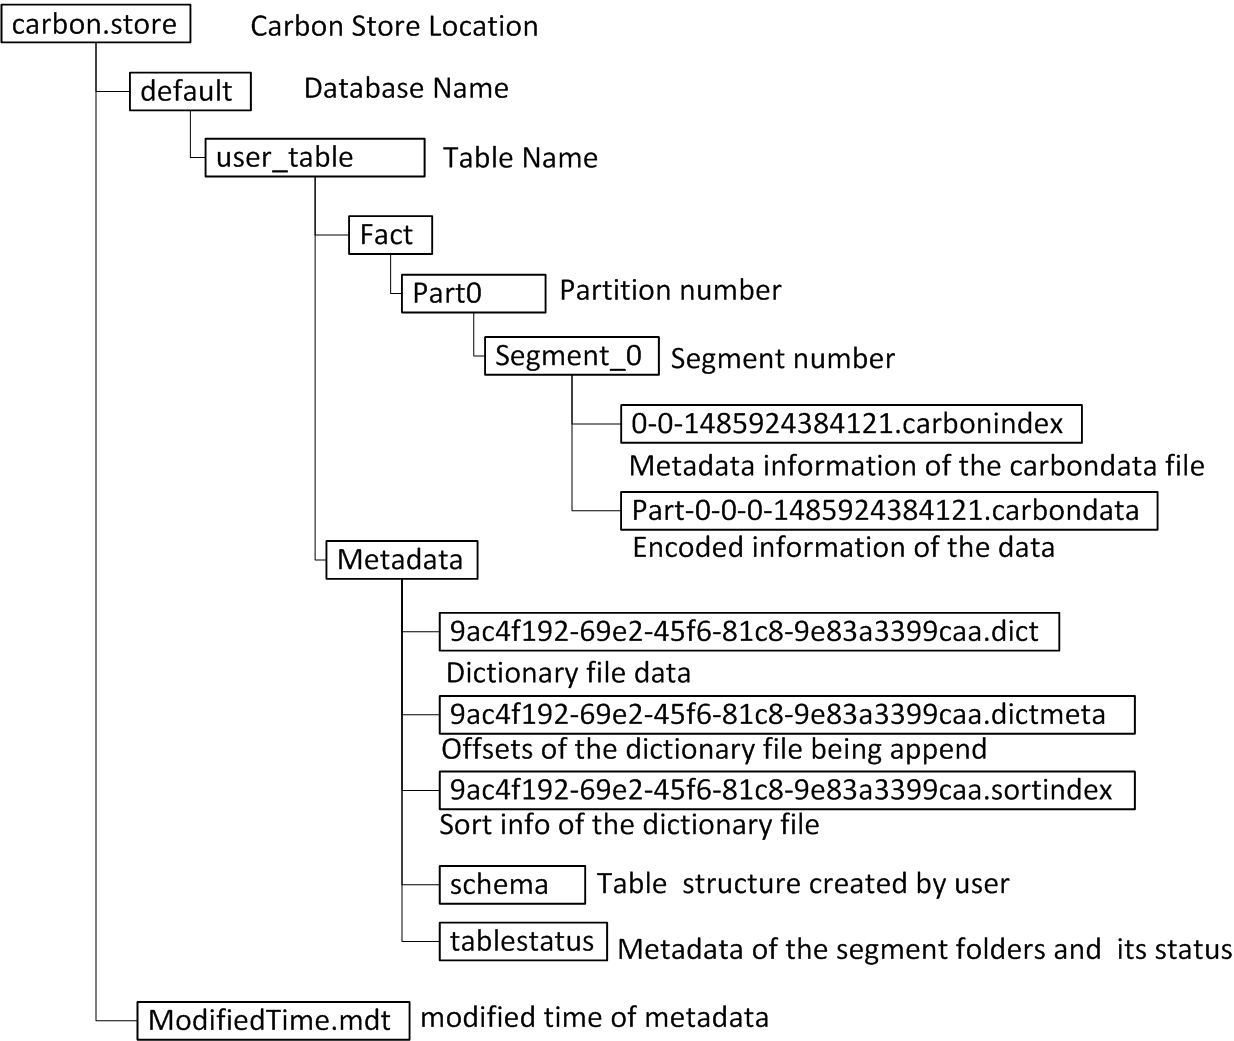 carbon.store Carbon Store Location
default Database Name
user_table Table Name
Fact
Part0 Partition number
Segment_0 Segment number
0-0-1485924384121.carbonindex
Metadata information of the carbondata file
Part-0-0-0-1485924384121.carbondata
Encoded information of the data
Metadata
9ac4f192-69e2-45f6-81c8-9e83a3399caa.dict
Dictionary file data
9ac4f192-69e2-45f6-81c8-9e83a3399caa.dictmeta
Offsets of the dictionary file being append
9ac4f192-69e2-45f6-81c8-9e83a3399caa.sortindex
Sort info of the dictionary file
schema Table structure created by user
tablestatus Metadata of the segment folders and its status
ModifiedTime.mdt modified time of metadata